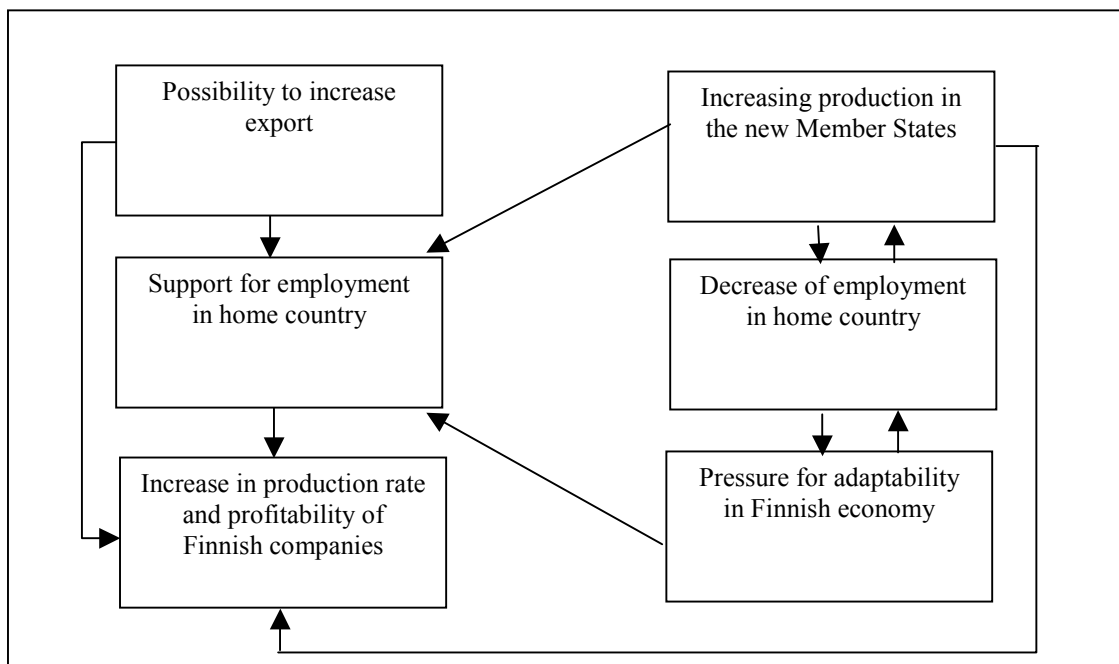 Possibility to increase
export
Increasing production in
the new Member States
Support for employment
in home country
Decrease of employment
in home country
Increase in production rate
and profitability of
Finnish companies
Pressure for adaptability
in Finnish economy